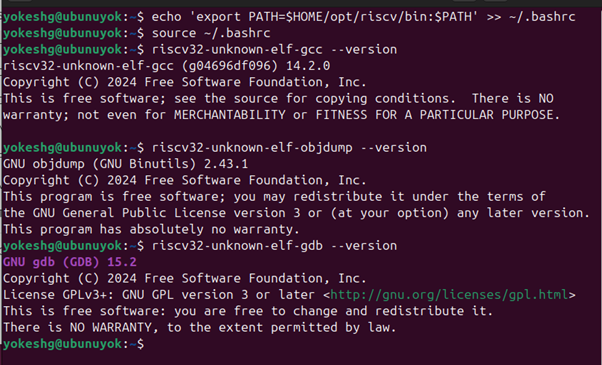 yokeshg@ubunuyok:~$ echo 'export PATH=$HOME/opt/riscv/bin:$PATH' >> ~/.bashrc
yokeshg@ubunuyok:~$ source ~/.bashrc
yokeshg@ubunuyok:~$ riscv32-unknown-elf-gcc --version
riscv32-unknown-elf-gcc (g04696df096) 14.2.0
Copyright (C) 2024 Free Software Foundation, Inc.
This is free software; see the source for copying conditions.  There is NO
warranty; not even for MERCHANTABILITY or FITNESS FOR A PARTICULAR PURPOSE.
yokeshg@ubunuyok:~$ riscv32-unknown-elf-objdump --version
GNU objdump (GNU Binutils) 2.43.1
Copyright (C) 2024 Free Software Foundation, Inc.
This program is free software; you may redistribute it under the terms of
the GNU General Public License version 3 or (at your option) any later version.
This program has absolutely no warranty.
yokeshg@ubunuyok:~$ riscv32-unknown-elf-gdb --version
GNU gdb (GDB) 15.2
Copyright (C) 2024 Free Software Foundation, Inc.
License GPLv3+: GNU GPL version 3 or later <http://gnu.org/licenses/gpl.html>
This is free software: you are free to change and redistribute it.
There is NO WARRANTY, to the extent permitted by law.
yokeshg@ubunuyok:~$